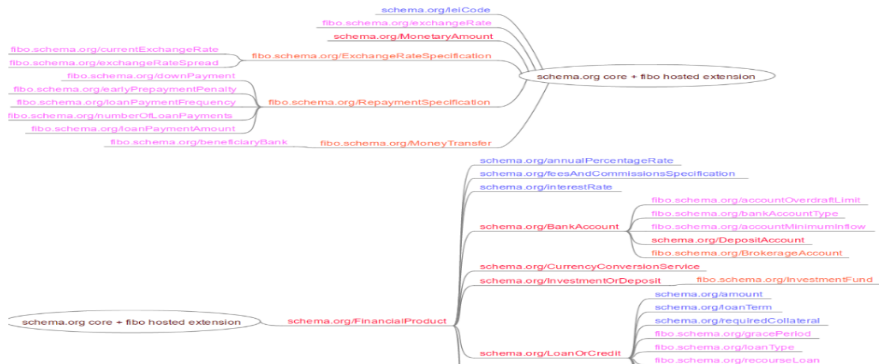 schema.org/leiCode
fibo.schema.org/exchangeRate
schema.org/MonetaryAmount
fibo.schema.org/currentExchangeRate
fibo.schema.org/ExchangeRateSpecification
fibo.schema.org/exchangeRateSpread
fibo.schema.org/downPayment
schema.org core + fibo hosted extension
fibo.schema.org/earlyPrepaymentPenalty
fibo.schema.org/loanPaymentFrequency
fibo.schema.org/RepaymentSpecification
fibo.schema.org/numberOfLoanPayments
fibo.schema.org/loanPaymentAmount
fibo.schema.org/beneficiaryBank
fibo.schema.org/MoneyTransfer
schema.org/annualPercentageRate
schema.org/feesAndCommissionsSpecification
schema.org/interestRate
fibo.schema.org/accountOverdraftLimit
fibo.schema.org/bankAccountType
schema.org/BankAccount
fibo.schema.org/accountMinimumInflow
schema.org/DepositAccount
fibo.schema.org/BrokerageAccount
schema.org/CurrencyConversionService
schema.org/InvestmentOrDeposit
fibo.schema.org/InvestmentFund
schema.org/amount
schema.org/loanTerm
schema.org core + fibo hosted extension
schema.org/FinancialProduct
schema.org/requiredCollateral
fibo.schema.org/gracePeriod
fibo.schema.org/loanType
schema.org/LoanOrCredit
fibo.schema.org/recourseLoan